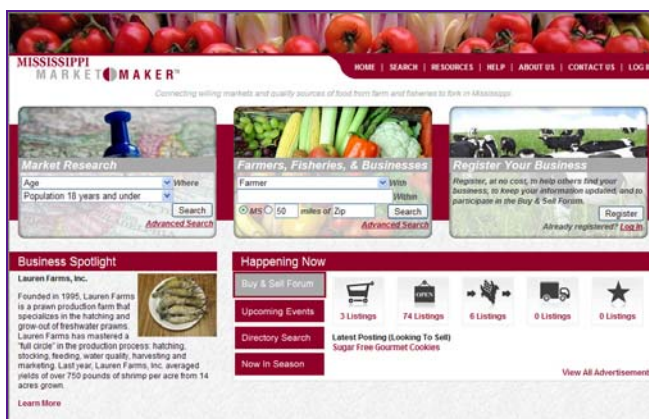 MISSISSIPPI
MARKET MAKER™
HOME | SEARCH | RESOURCES | HELP | ABOUT US | CONTACT US | LOG I
Connecting willing markets and quality sources of food from farm and fisheries to fork in Mississippi.
Market Research
Age Where
Population 18 years and under
Search
Advanced Search
Farmers, Fisheries, & Businesses
Farmer With
Within
MS 50 miles of Zip Search
Advanced Search
Register Your Business
Register, at no cost, to help others find your
business, to keep your information updated, and to
participate in the Buy & Sell Forum.
Register
Already registered? Log In
Business Spotlight
Lauren Farms, Inc.
Founded in 1995, Lauren Farms
is a prawn production farm that
specializes in the hatching and
grow-out of freshwater prawns.
Lauren Farms has mastered a
"full circle" in the production process: hatching,
stocking, feeding, water quality, harvesting and
marketing. Last year, Lauren Farms, Inc. averaged
yields of over 750 pounds of shrimp per acre from 14
acres grown.
Learn More
Happening Now
Buy & Sell Forum
Upcoming Events
Directory Search
Now In Season
OPEN
3 Listings
74 Listings
6 Listings
0 Listings
0 Listings
Latest Posting (Looking To Sell)
Sugar Free Gourmet Cookies
View All Advertisement